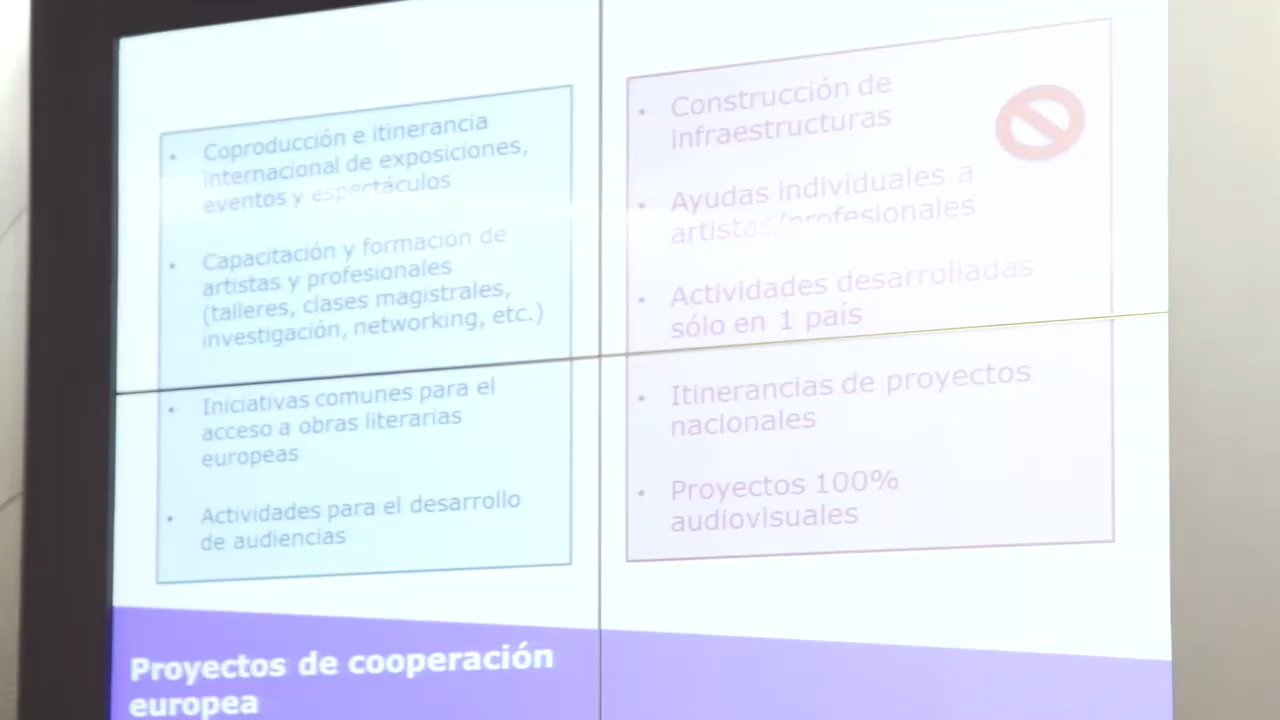 • Coproducción e itinerancia
internacional de exposiciones,
eventos y espectáculos
• Capacitación y formación de
artistas y profesionales
(talleres, clases magistrales,
investigación, networking, etc.)
• Iniciativas comunes para el
acceso a obras literarias
europeas
• Actividades para el desarrollo
de audiencias
• Construcción de
infraestructuras
• Ayudas individuales a
artistas/profesionales
• Actividades desarrolladas
sólo en 1 país
• Itinerancias de proyectos
nacionales
• Proyectos 100%
audiovisuales
Proyectos de cooperación
europea